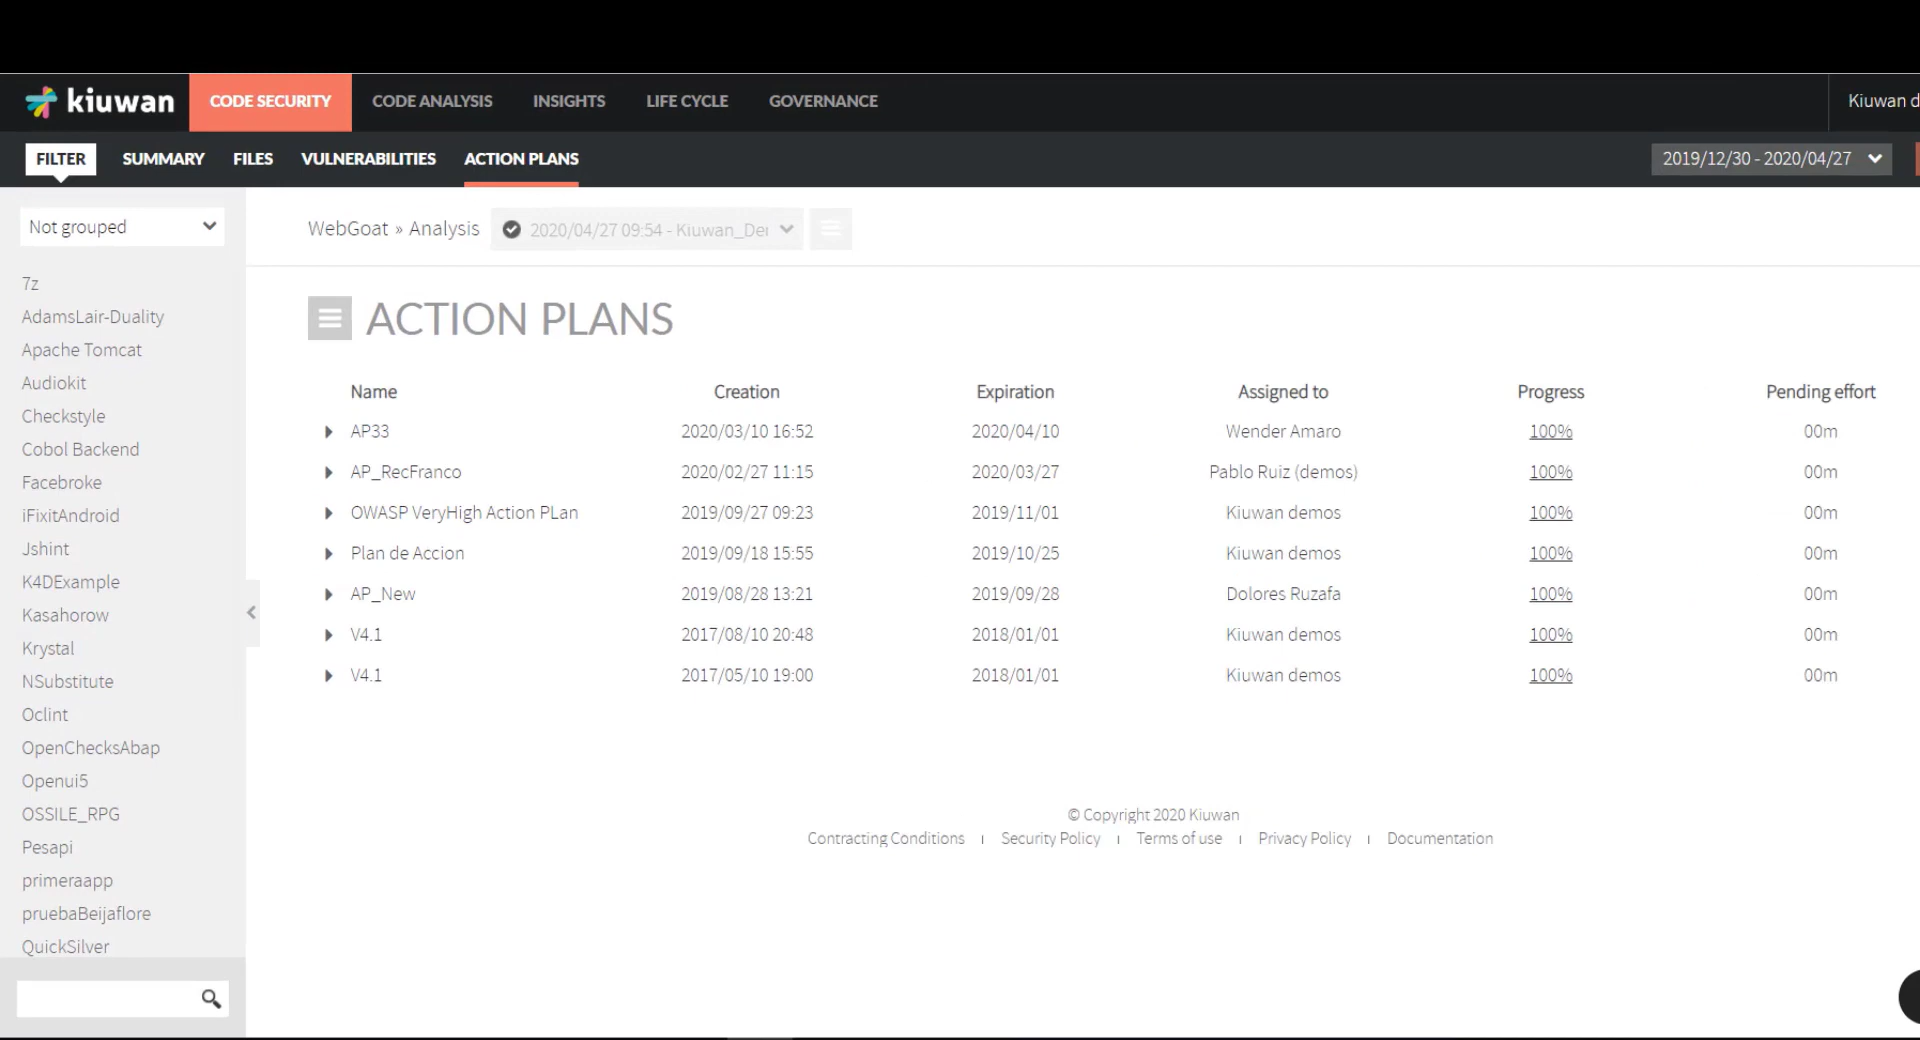 kiuwan CODE SECURITY CODE ANALYSIS INSIGHTS LIFE CYCLE GOVERNANCE Kiuwan d
FILTER SUMMARY FILES VULNERABILITIES ACTION PLANS 2019/12/30 - 2020/04/27
Not grouped
7z
AdamsLair-Duality
Apache Tomcat
Audiokit
Checkstyle
Cobol Backend
Facebroke
iFixitAndroid
Jshint
K4DExample
Kasahorow
Krystal
NSubstitute
Oclint
OpenChecksAbap
Openui5
OSSILE_RPG
Pesapi
primeraapp
pruebaBeijaflore
QuickSilver
WebGoat » Analysis 2020/04/27 09:54 - Kiuwan_Der
ACTION PLANS
Name Creation Expiration Assigned to Progress Pending effort
AP33 2020/03/10 16:52 2020/04/10 Wender Amaro 100% 00m
AP_RecFranco 2020/02/27 11:15 2020/03/27 Pablo Ruiz (demos) 100% 00m
OWASP VeryHigh Action PLan 2019/09/27 09:23 2019/11/01 Kiuwan demos 100% 00m
Plan de Accion 2019/09/18 15:55 2019/10/25 Kiuwan demos 100% 00m
AP_New 2019/08/28 13:21 2019/09/28 Dolores Ruzafa 100% 00m
V4.1 2017/08/10 20:48 2018/01/01 Kiuwan demos 100% 00m
V4.1 2017/05/10 19:00 2018/01/01 Kiuwan demos 100% 00m
© Copyright 2020 Kiuwan
Contracting Conditions | Security Policy | Terms of use | Privacy Policy | Documentation